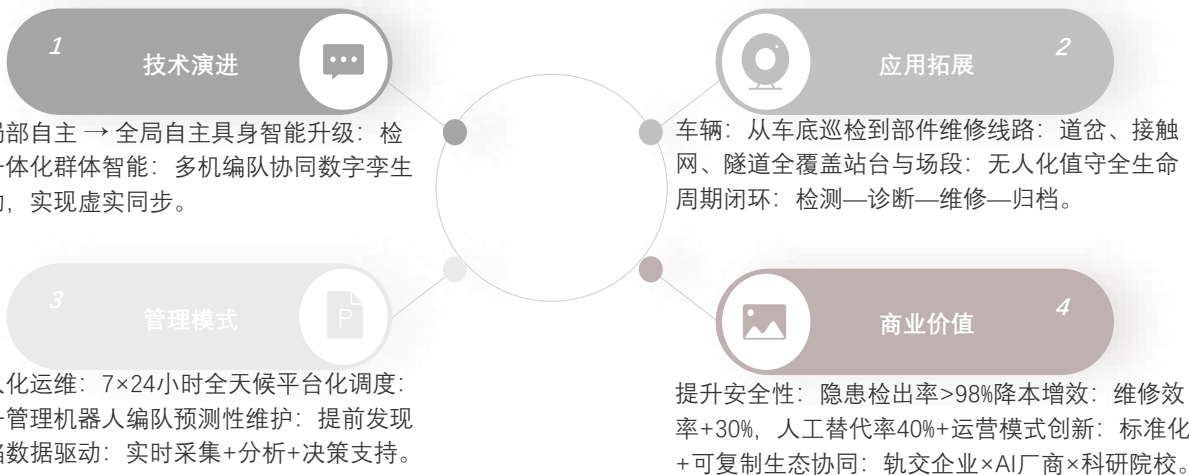 1
技术演进
局部自主 → 全局自主具身智能升级：检
一体化群体智能：多机编队协同数字孪生
，实现虚实同步。
2
应用拓展
车辆：从车底巡检到部件维修线路：道岔、接触
网、隧道全覆盖站台与场段：无人化值守全生命
周期闭环：检测—诊断—维修—归档。
3
管理模式
P
人化运维：7×24小时全天候平台化调度：
一管理机器人编队预测性维护：提前发现
数据驱动：实时采集+分析+决策支持。
4
商业价值
提升安全性：隐患检出率>98%降本增效：维修效
率+30%，人工替代率40%+运营模式创新：标准化
+可复制生态协同：轨交企业×AI厂商×科研院校。